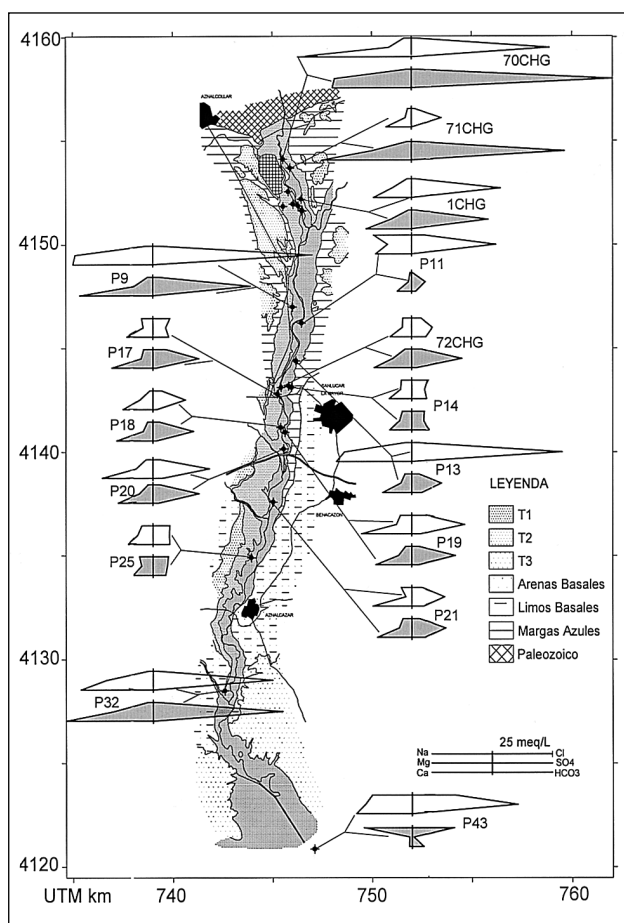 4160
70CHG
AZNALCOLLAR
71CHG
1CHG
4150
P9
P11
P17
72CHG
SANLUCAR
LA MAYOR
P14
P18
4140
P13
P20
LEYENDA
BENACAZON
T1
P19
T2
P25
T3
Arenas Basales
P21
Limos Basales
AZNALCAZAR
Margas Azules
4130
Paleozoico
P32
25 meq/L
Na Cl
Mg SO4
Ca HCO3
P43
4120
UTM km 740 750 760